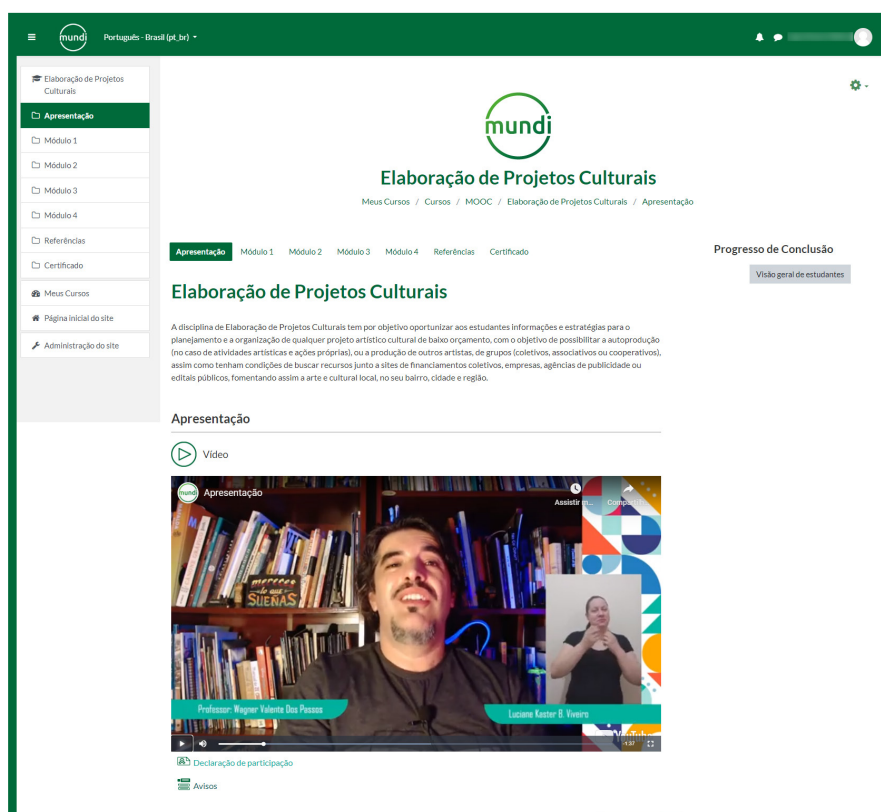 mundi
Português - Brasil (pt_br)
Elaboração de Projetos
Culturais
Apresentação
Módulo 1
Módulo 2
Módulo 3
Módulo 4
Referências
Certificado
Meus Cursos
Página inicial do site
Administração do site
mundi
Elaboração de Projetos Culturais
Meus Cursos / Cursos / MOOC / Elaboração de Projetos Culturais / Apresentação
Apresentação Módulo 1 Módulo 2 Módulo 3 Módulo 4 Referências Certificado
Progresso de Conclusão
Visão geral de estudantes
Elaboração de Projetos Culturais
A disciplina de Elaboração de Projetos Culturais tem por objetivo oportunizar aos estudantes informações e estratégias para o
planejamento e a organização de qualquer projeto artístico cultural de baixo orçamento, com o objetivo de possibilitar a autoprodução
(no caso de atividades artísticas e ações próprias), ou a produção de outros artistas, de grupos (coletivos, associativos ou cooperativos),
assim como tenham condições de buscar recursos junto a sites de financiamentos coletivos, empresas, agências de publicidade ou
editais públicos, fomentando assim a arte e cultural local, no seu bairro, cidade e região.
Apresentação
Vídeo
mundi Apresentação
Assistir m...
merezco
lo que
SUEÑAS
Professor: Wagner Valente Dos Passos
Luciane Kaster B. Viveiro
YouTube
-1:37
Declaração de participação
Avisos